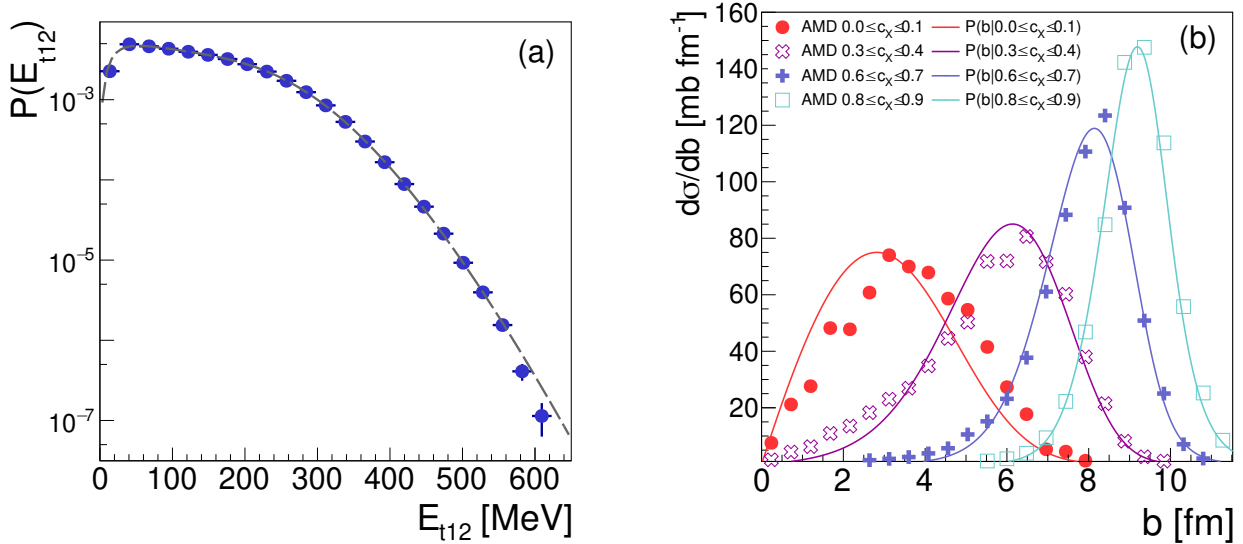 (a)
P(E_t12)
10⁻³
10⁻⁵
10⁻⁷
0 100 200 300 400 500 600
E_t12 [MeV]
(b)
AMD 0.0≤c_X≤0.1 P(b|0.0≤c_X≤0.1)
AMD 0.3≤c_X≤0.4 P(b|0.3≤c_X≤0.4)
AMD 0.6≤c_X≤0.7 P(b|0.6≤c_X≤0.7)
AMD 0.8≤c_X≤0.9 P(b|0.8≤c_X≤0.9)
dσ/db [mb fm⁻¹]
160
140
120
100
80
60
40
20
0 2 4 6 8 10
b [fm]